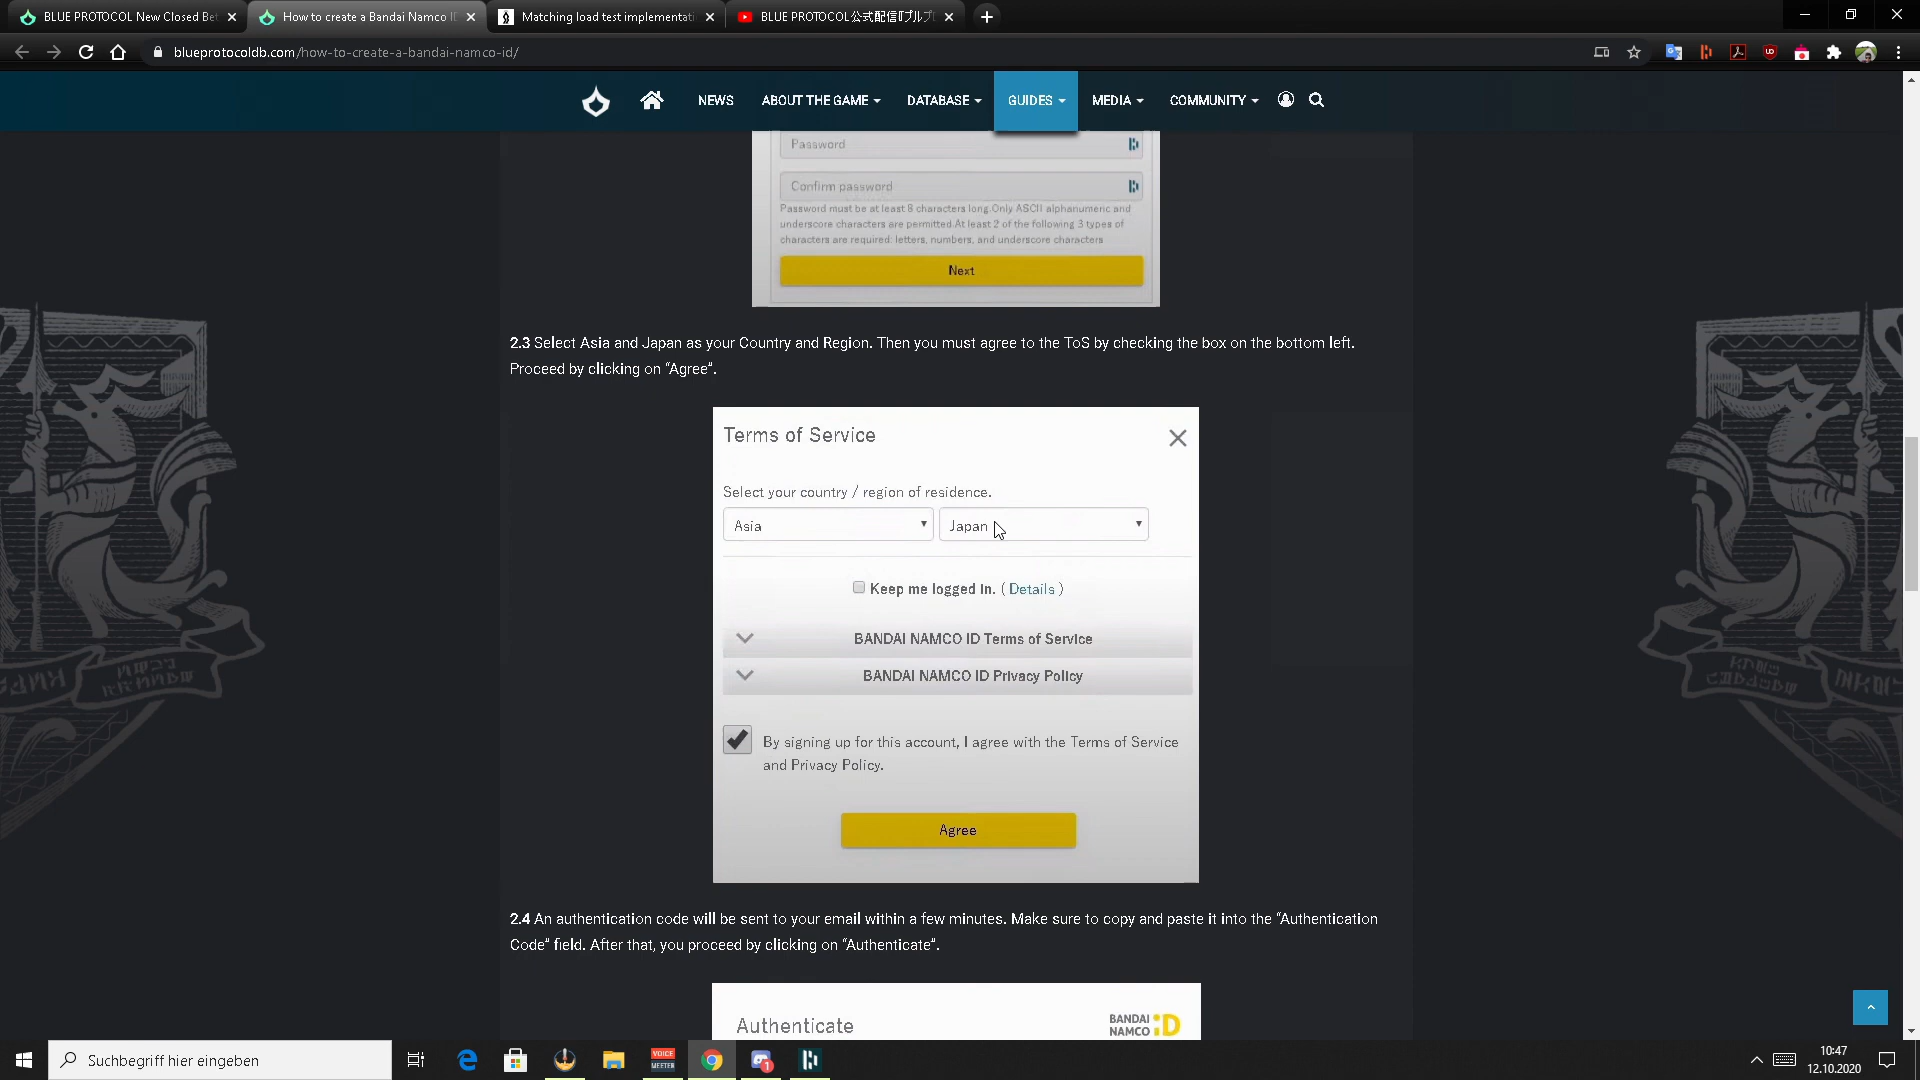 BLUE PROTOCOL New Closed Bet
How to create a Bandai Namco ID
Matching load test implementati
BLUE PROTOCOL公式配信『ブルプ
blueprotocoldb.com/how-to-create-a-bandai-namco-id/
NEWS
ABOUT THE GAME
DATABASE
GUIDES
MEDIA
COMMUNITY
Password
Confirm password
Password must be at least 8 characters long.Only ASCII alphanumeric and
underscore characters are permitted.At least 2 of the following 3 types of
characters are required: letters, numbers, and underscore characters
Next
2.3 Select Asia and Japan as your Country and Region. Then you must agree to the ToS by checking the box on the bottom left.
Proceed by clicking on “Agree”.
Terms of Service
Select your country / region of residence.
Asia
Japan
Keep me logged in. ( Details )
BANDAI NAMCO ID Terms of Service
BANDAI NAMCO ID Privacy Policy
By signing up for this account, I agree with the Terms of Service
and Privacy Policy.
Agree
2.4 An authentication code will be sent to your email within a few minutes. Make sure to copy and paste it into the “Authentication
Code” field. After that, you proceed by clicking on “Authenticate”.
Authenticate
BANDAI
NAMCO :D
Suchbegriff hier eingeben
VOICE
MEETER
1
10:47
12.10.2020